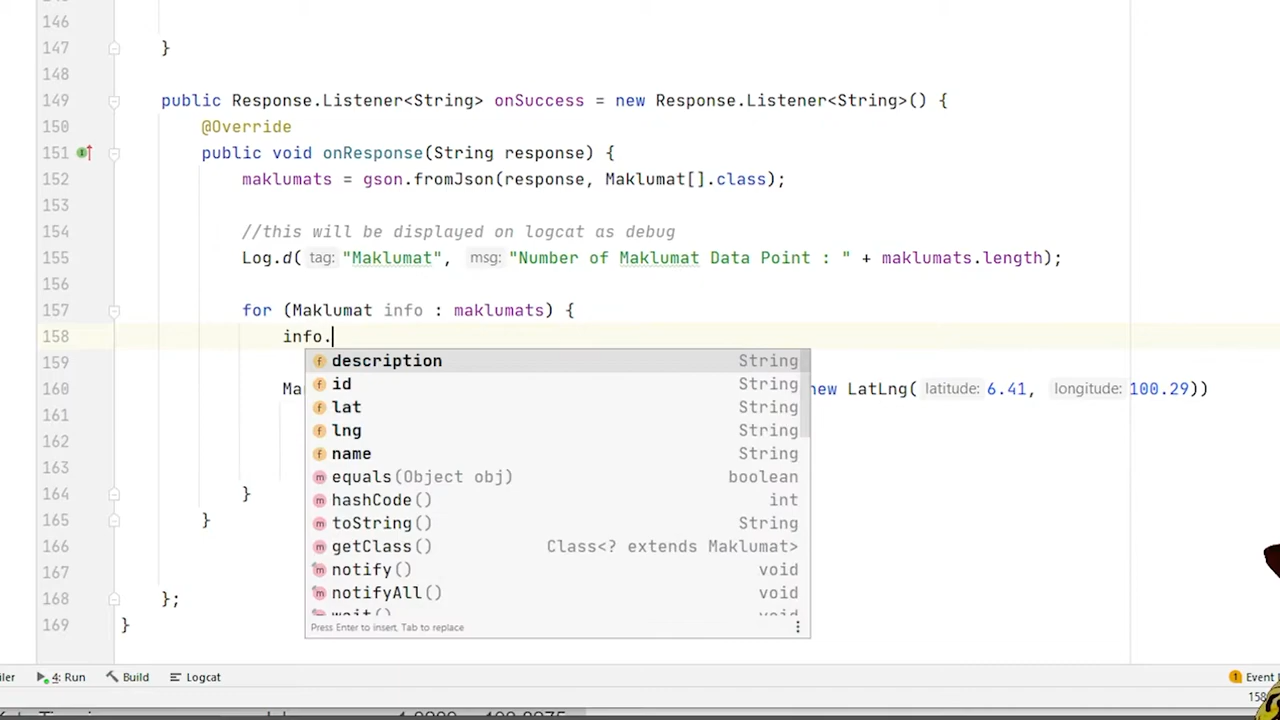 146
147 }
148
149 public Response.Listener<String> onSuccess = new Response.Listener<String>() {
150 @Override
151 public void onResponse(String response) {
152 maklumats = gson.fromJson(response, Maklumat[].class);
153
154 //this will be displayed on logcat as debug
155 Log.d( tag: "Maklumat", msg: "Number of Maklumat Data Point : " + maklumats.length);
156
157 for (Maklumat info : maklumats) {
158 info.
159 description String
id String
160 Ma new LatLng( latitude: 6.41, longitude: 100.29))
lat String
161
lng String
162
name String
163
equals(Object obj) boolean
164 }
hashCode() int
165 }
toString() String
166
getClass() Class<? extends Maklumat>
167
notify() void
168 };
notifyAll() void
wait() void
169 }
Press Enter to insert, Tab to replace
4: Run Build Logcat 1 Event